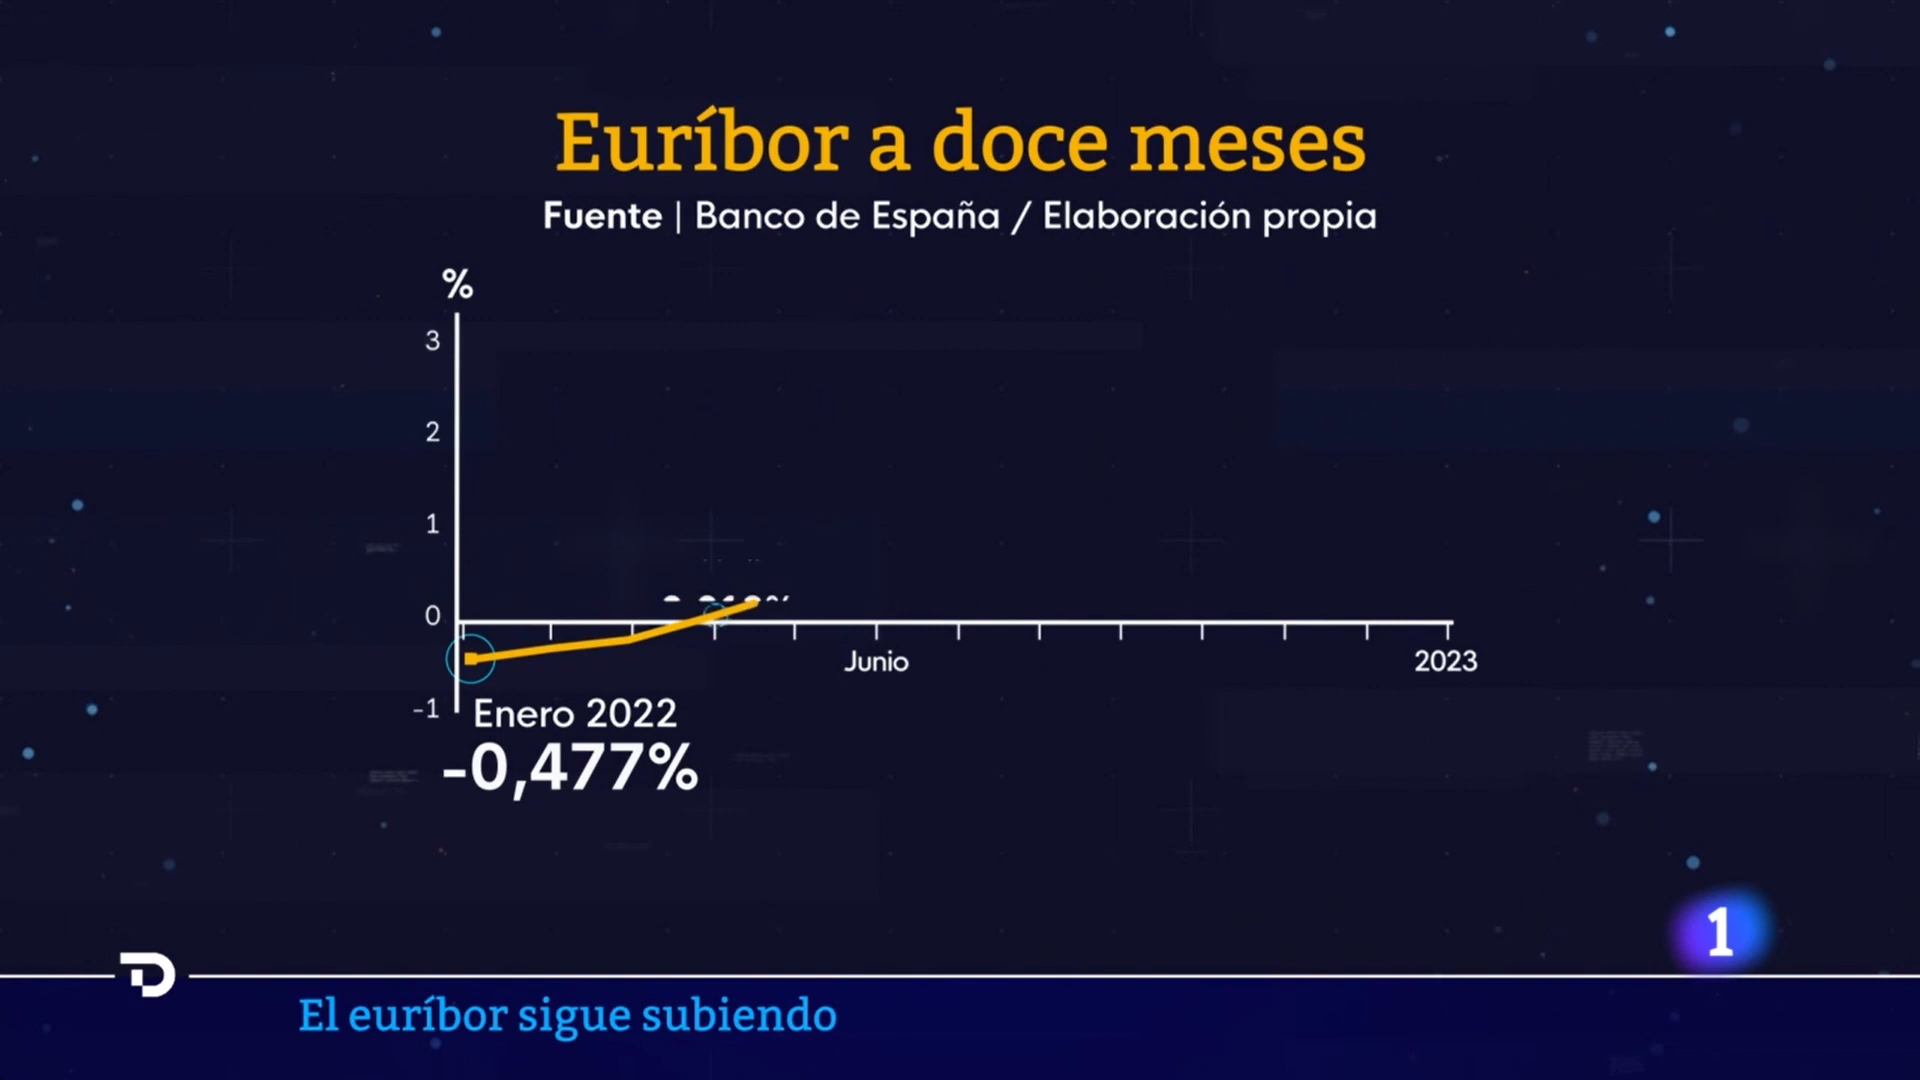 Euríbor a doce meses
Fuente | Banco de España / Elaboración propia
%
3
2
1
0
-1
Junio
2023
Enero 2022
-0,477%
1
El euríbor sigue subiendo